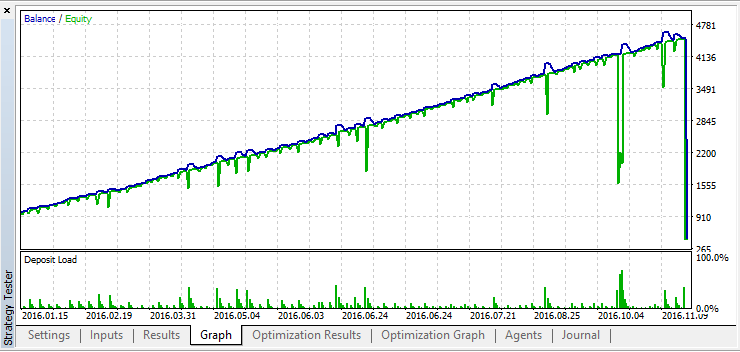 Balance / Equity
4781
4136
3491
2845
2200
1555
910
265
Deposit Load
100.0%
0.0%
2016.01.15 2016.02.19 2016.03.31 2016.05.04 2016.06.03 2016.06.24 2016.06.24 2016.07.21 2016.08.25 2016.10.04 2016.11.09
Strategy Tester
Settings Inputs Results Graph Optimization Results Optimization Graph Agents Journal